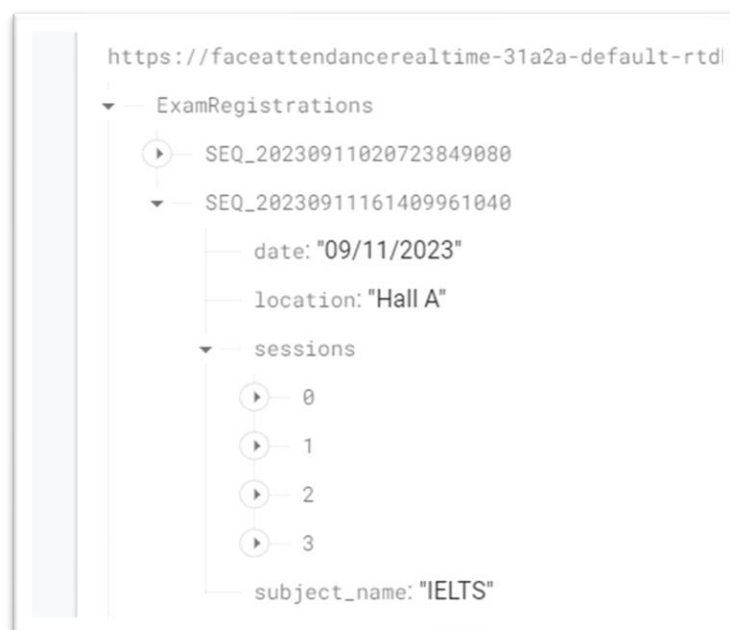 https://faceattendancerealtime-31a2a-default-rtd
ExamRegistrations
SEQ_20230911020723849080
SEQ_20230911161409961040
date: "09/11/2023"
location: "Hall A"
sessions
0
1
2
3
subject_name: "IELTS"